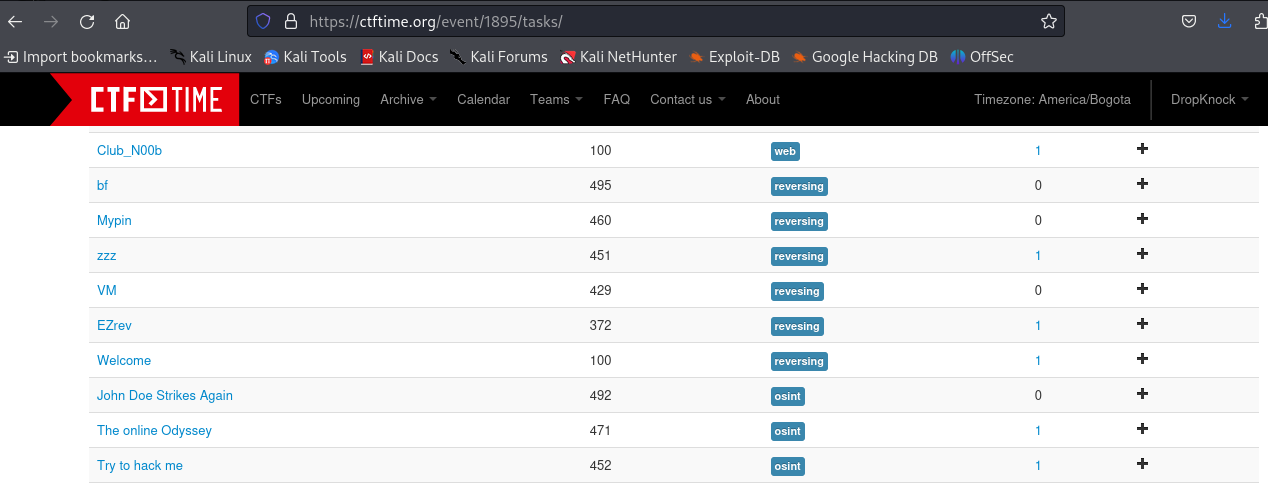 https://ctftime.org/event/1895/tasks/
Import bookmarks... Kali Linux Kali Tools Kali Docs Kali Forums Kali NetHunter Exploit-DB Google Hacking DB OffSec
CTF TIME CTFs Upcoming Archive Calendar Teams FAQ Contact us About Timezone: America/Bogota DropKnock
Club_N00b 100 web 1
bf 495 reversing 0
Mypin 460 reversing 0
zzz 451 reversing 1
VM 429 revesing 0
EZrev 372 revesing 1
Welcome 100 reversing 1
John Doe Strikes Again 492 osint 0
The online Odyssey 471 osint 1
Try to hack me 452 osint 1